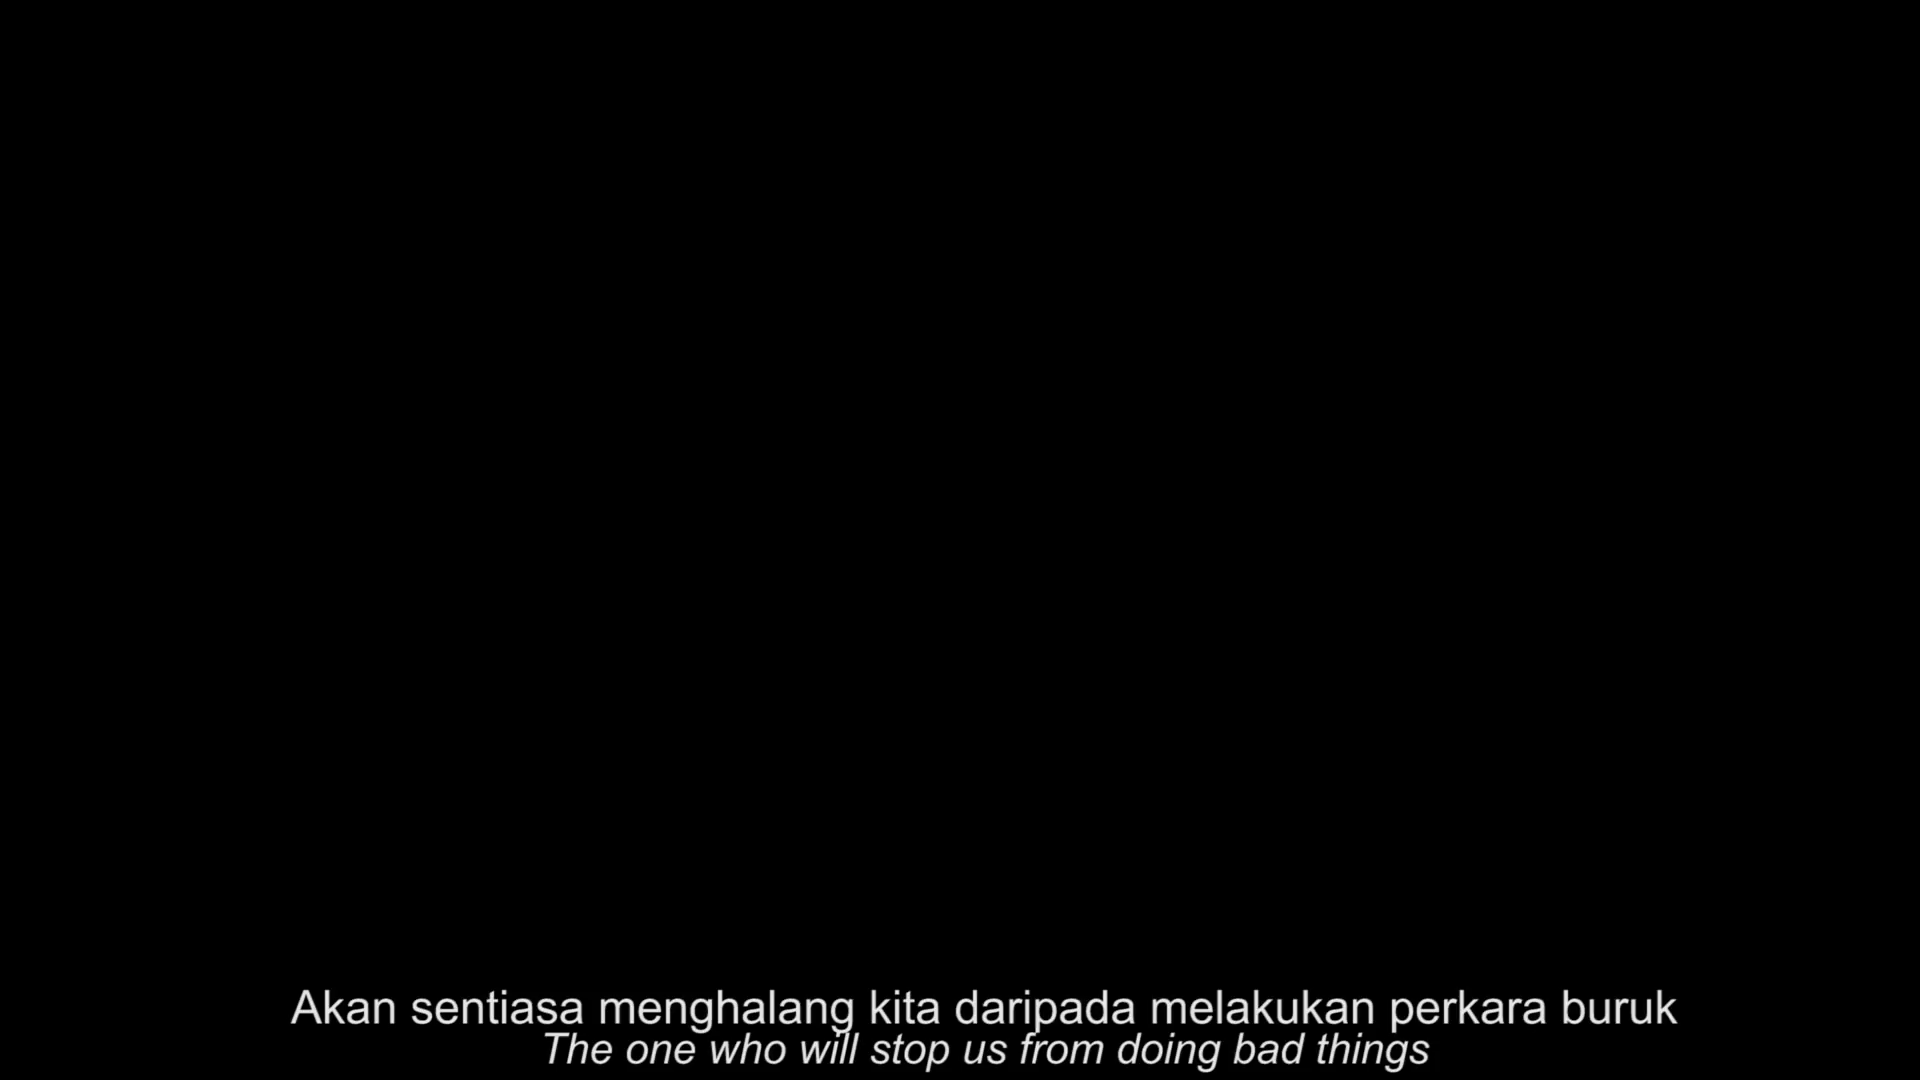 Akan sentiasa menghalang kita daripada melakukan perkara buruk
The one who will stop us from doing bad things